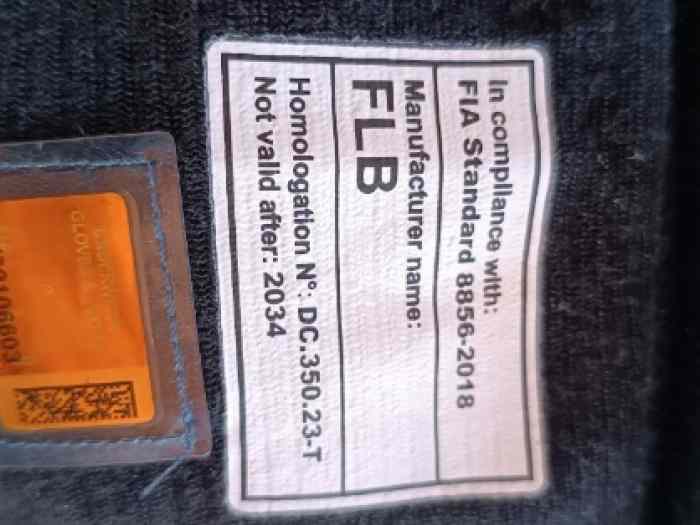 In compliance with:
FIA Standard 8856-2018
Manufacturer name:
FLB
Homologation N°: DC.350.23-T
Not valid after: 2034